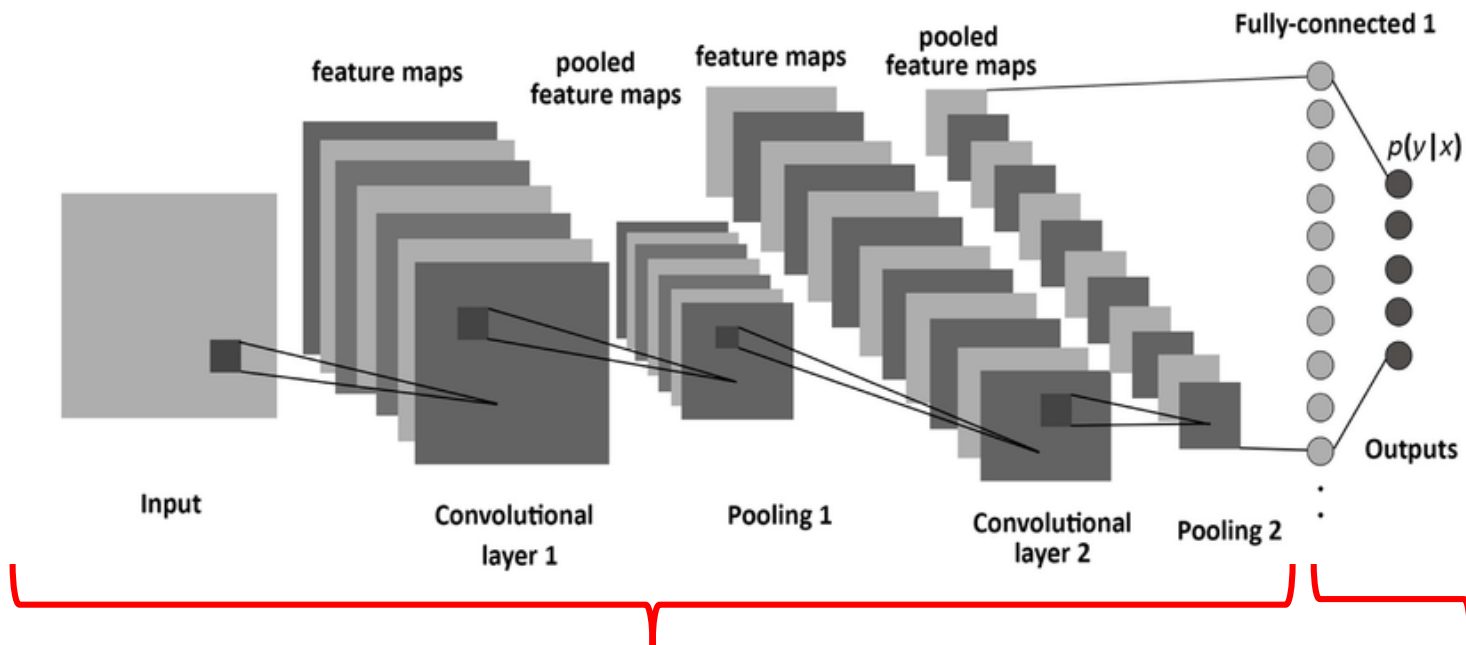 Fully-connected 1
feature maps
pooled
feature maps
feature maps
pooled
feature maps
p(y|x)
Input
Convolutional
layer 1
Pooling 1
Convolutional
layer 2
Pooling 2
Outputs